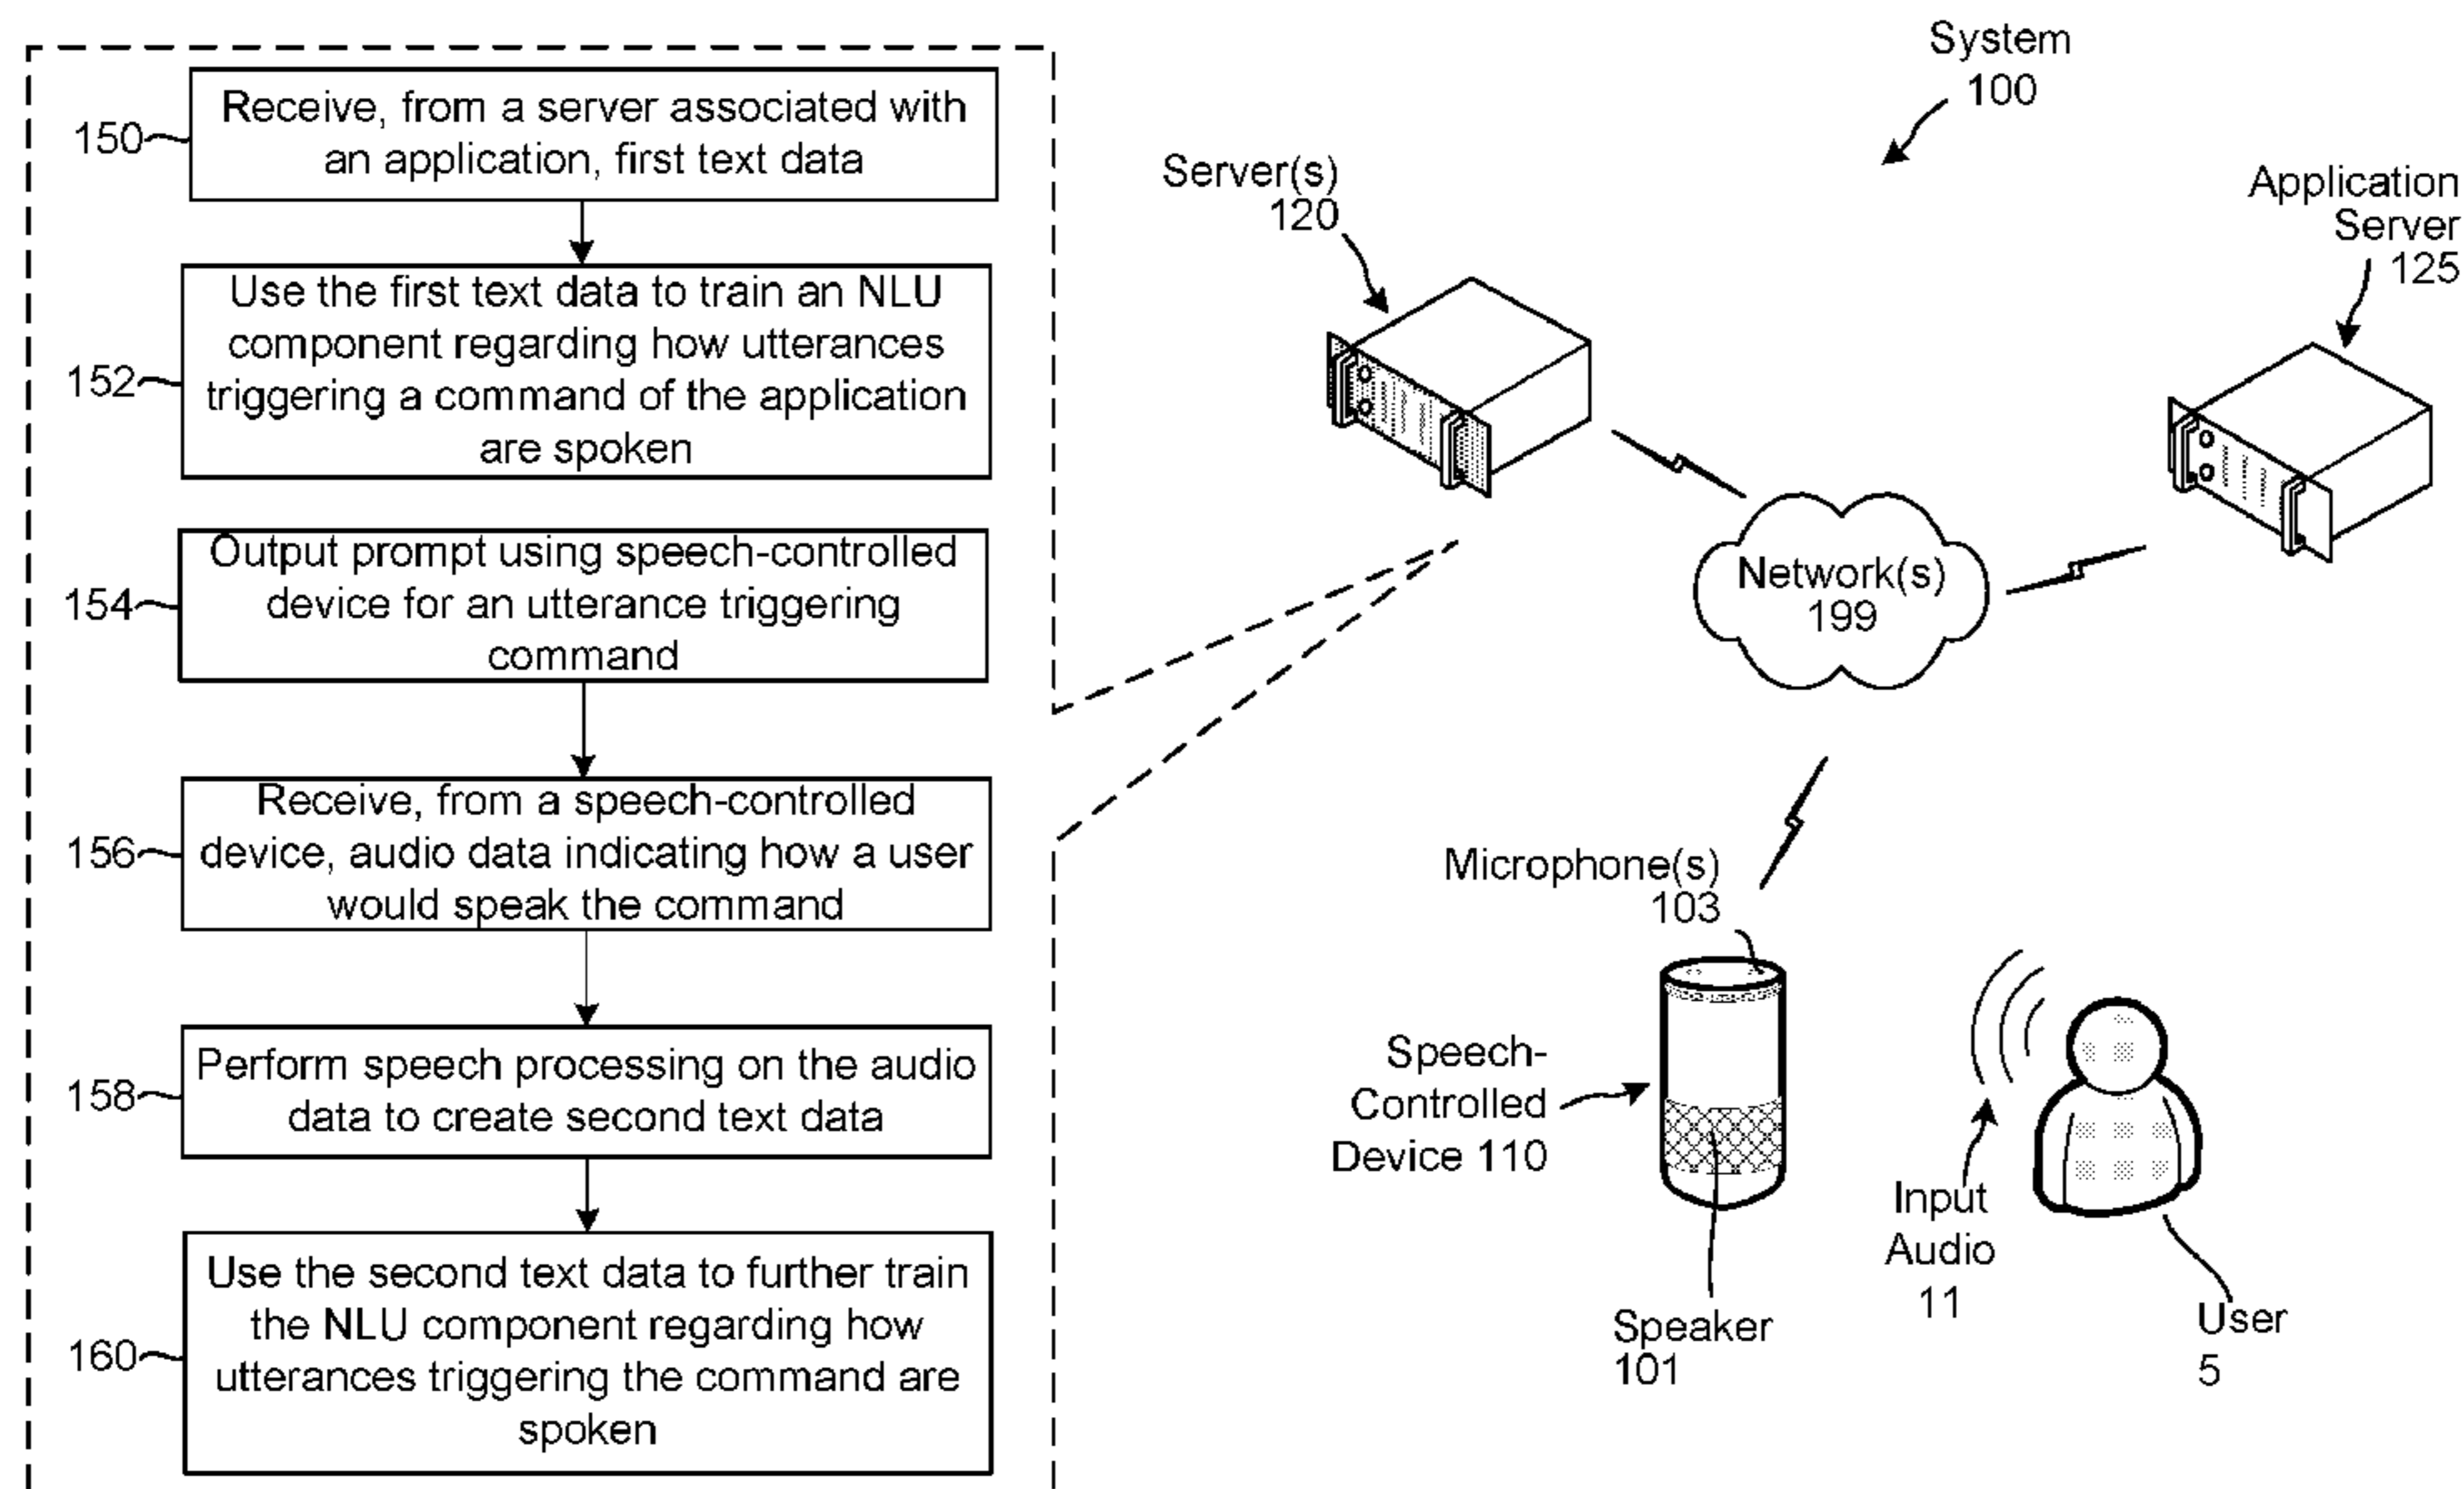 150
Receive, from a server associated with
an application, first text data
152
Use the first text data to train an NLU
component regarding how utterances
triggering a command of the application
are spoken
154
Output prompt using speech-controlled
device for an utterance triggering
command
156
Receive, from a speech-controlled
device, audio data indicating how a user
would speak the command
158
Perform speech processing on the audio
data to create second text data
160
Use the second text data to further train
the NLU component regarding how
utterances triggering the command are
spoken
System
100
Server(s)
120
Application
Server
125
Network(s)
199
Microphone(s)
103
Speech-
Controlled
Device 110
Speaker
101
Input
Audio
11
User
5